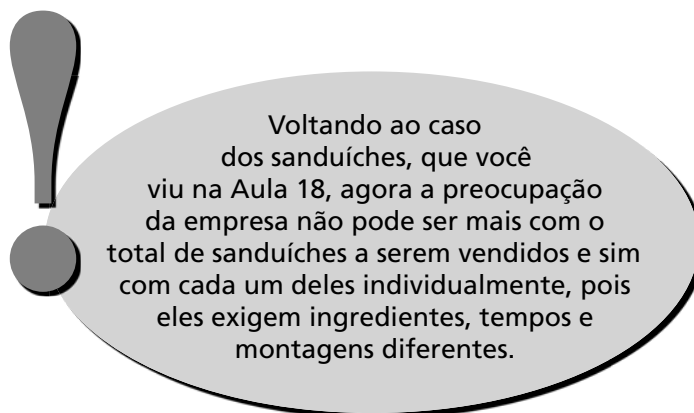 Voltando ao caso
dos sanduíches, que você
viu na Aula 18, agora a preocupação
da empresa não pode ser mais com o
total de sanduíches a serem vendidos e sim
com cada um deles individualmente, pois
eles exigem ingredientes, tempos e
montagens diferentes.